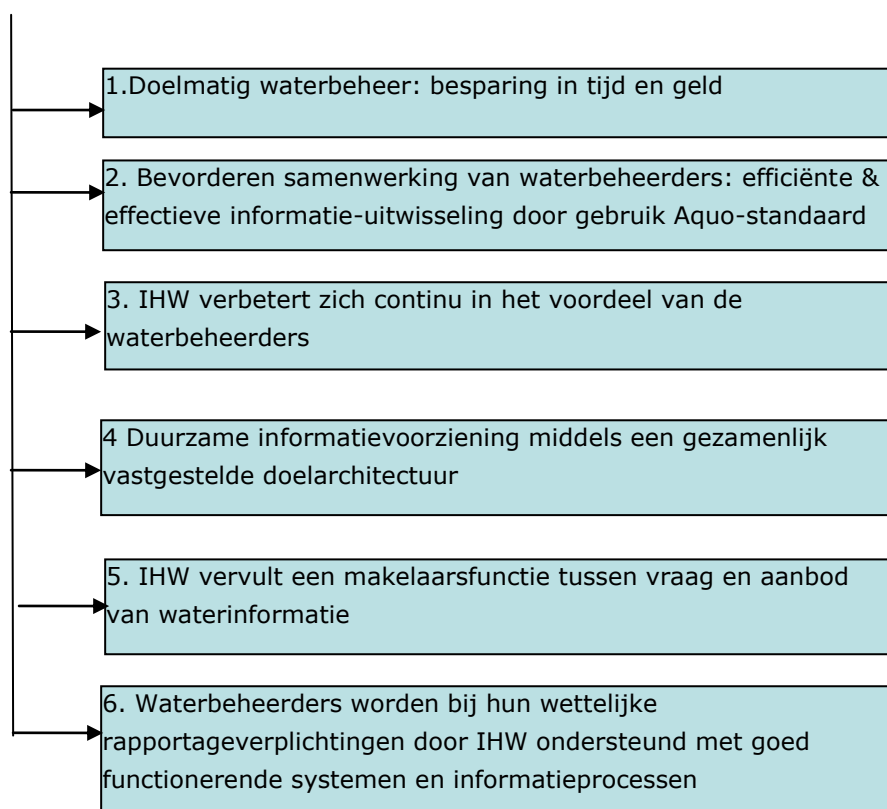 1.Doelmatig waterbeheer: besparing in tijd en geld
2. Bevorderen samenwerking van waterbeheerders: efficiënte &
effectieve informatie-uitwisseling door gebruik Aquo-standaard
3. IHW verbetert zich continu in het voordeel van de
waterbeheerders
4 Duurzame informatievoorziening middels een gezamenlijk
vastgestelde doelarchitectuur
5. IHW vervult een makelaarsfunctie tussen vraag en aanbod
van waterinformatie
6. Waterbeheerders worden bij hun wettelijke
rapportageverplichtingen door IHW ondersteund met goed
functionerende systemen en informatieprocessen